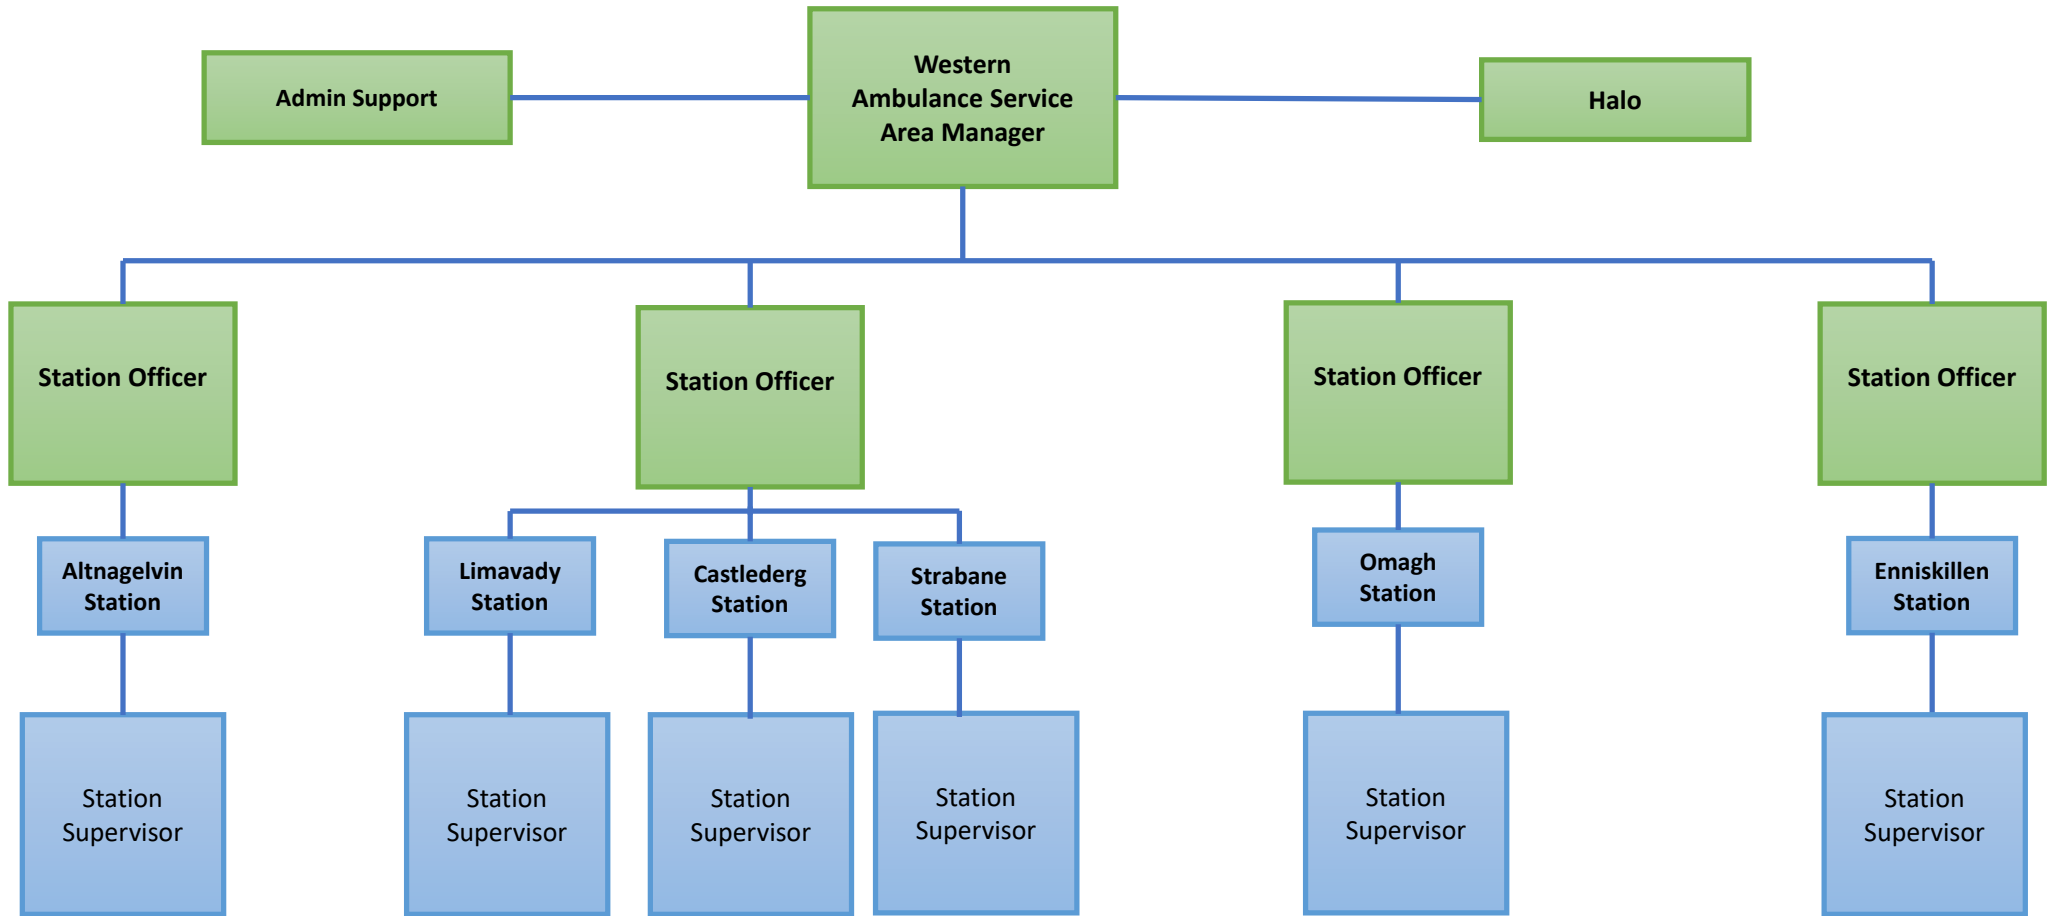 Admin Support
Western
Ambulance Service
Area Manager
Halo
Station Officer
Station Officer
Station Officer
Station Officer
Altnagelvin
Station
Limavady
Station
Castlederg
Station
Strabane
Station
Omagh
Station
Enniskillen
Station
Station
Supervisor
Station
Supervisor
Station
Supervisor
Station
Supervisor
Station
Supervisor
Station
Supervisor